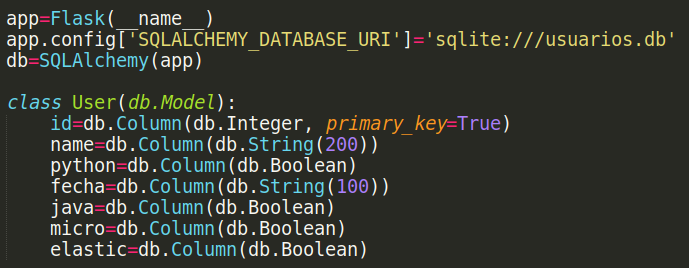 app=Flask(__name__)
app.config['SQLALCHEMY_DATABASE_URI']='sqlite:///usuarios.db'
db=SQLAlchemy(app)

class User(db.Model):
    id=db.Column(db.Integer, primary_key=True)
    name=db.Column(db.String(200))
    python=db.Column(db.Boolean)
    fecha=db.Column(db.String(100))
    java=db.Column(db.Boolean)
    micro=db.Column(db.Boolean)
    elastic=db.Column(db.Boolean)